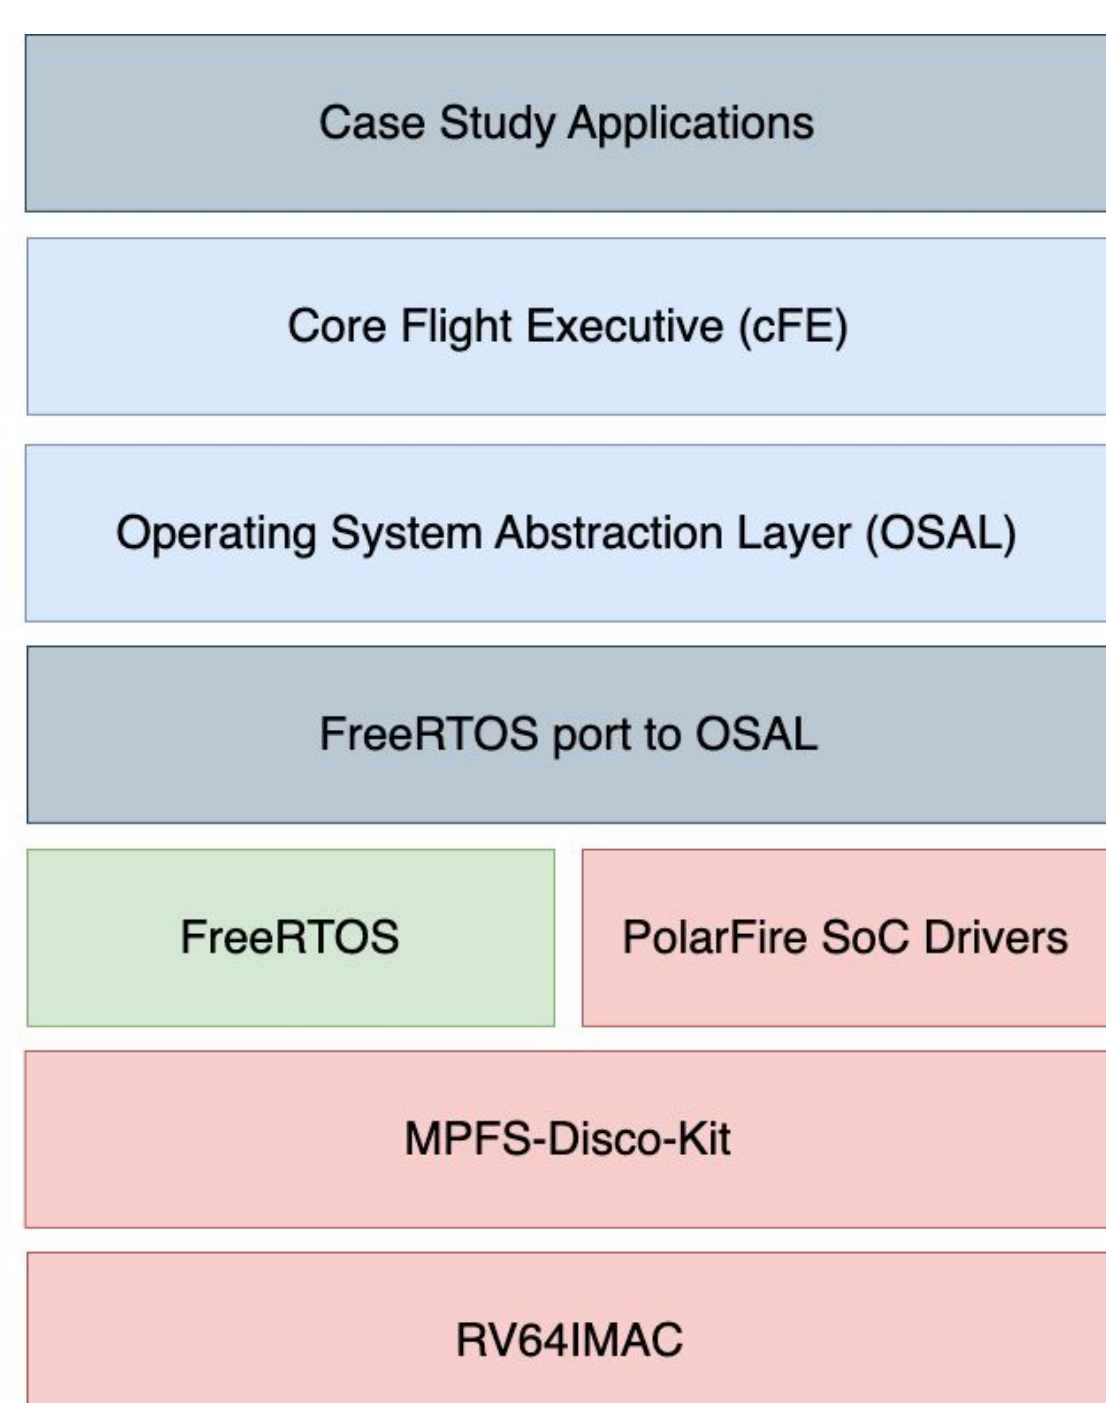 Case Study Applications
Core Flight Executive (cFE)
Operating System Abstraction Layer (OSAL)
FreeRTOS port to OSAL
FreeRTOS
PolarFire SoC Drivers
MPFS-Disco-Kit
RV64IMAC